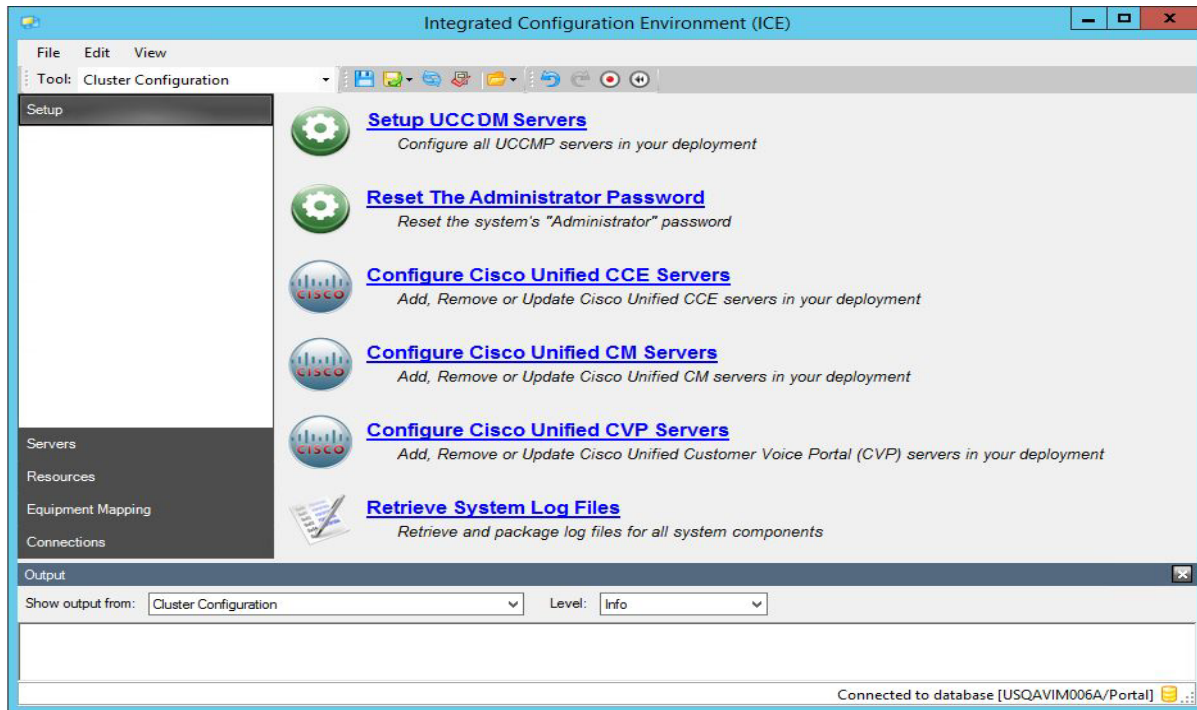 Integrated Configuration Environment (ICE)
File Edit View
Tool: Cluster Configuration
Setup
Setup UCCDM Servers
Configure all UCCMP servers in your deployment
Reset The Administrator Password
Reset the system's "Administrator" password
CISCO
Configure Cisco Unified CCE Servers
Add, Remove or Update Cisco Unified CCE servers in your deployment
CISCO
Configure Cisco Unified CM Servers
Add, Remove or Update Cisco Unified CM servers in your deployment
CISCO
Configure Cisco Unified CVP Servers
Add, Remove or Update Cisco Unified Customer Voice Portal (CVP) servers in your deployment
Retrieve System Log Files
Retrieve and package log files for all system components
Servers
Resources
Equipment Mapping
Connections
Output
Show output from: Cluster Configuration Level: Info
Connected to database [USQAVIM006A/Portal]